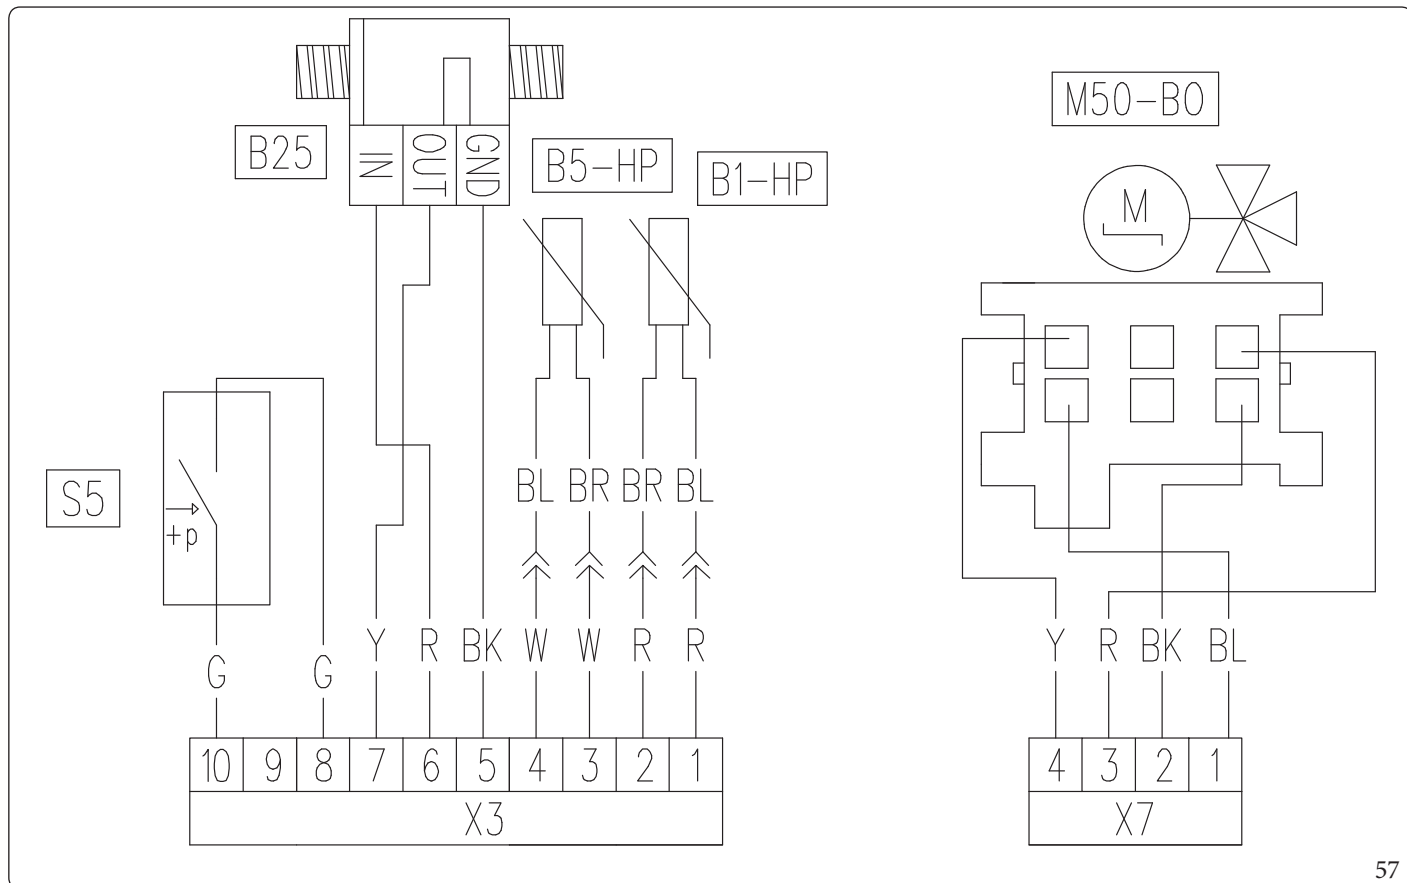 M50-B0
B25
IN
OUT
GND
B5-HP
B1-HP
M
S5
+p
BL BR BR BL
G G Y R BK W W R R
Y R BK BL
10 9 8 7 6 5 4 3 2 1
X3
4 3 2 1
X7
57